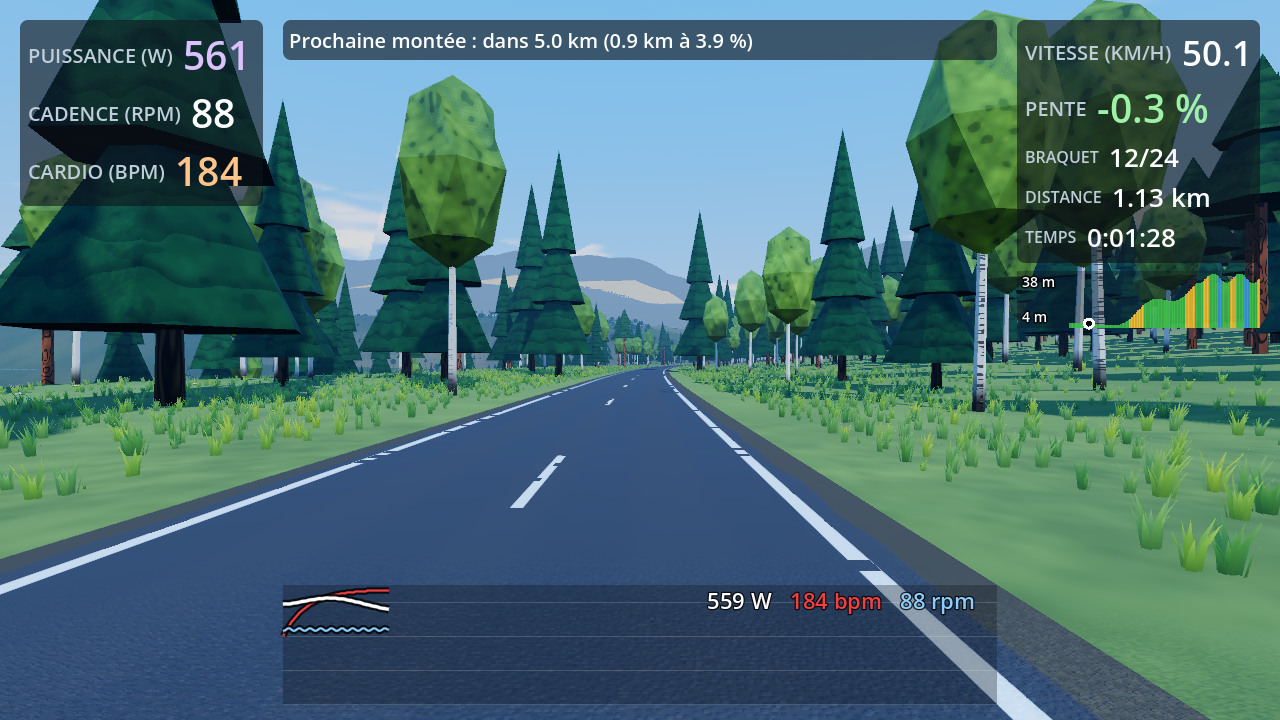 PUISSANCE (W) 561
CADENCE (RPM) 88
CARDIO (BPM) 184
Prochaine montée : dans 5.0 km (0.9 km à 3.9 %)
VITESSE (KM/H) 50.1
PENTE -0.3 %
BRAQUET 12/24
DISTANCE 1.13 km
TEMPS 0:01:28
38 m
4 m
559 W 184 bpm 88 rpm